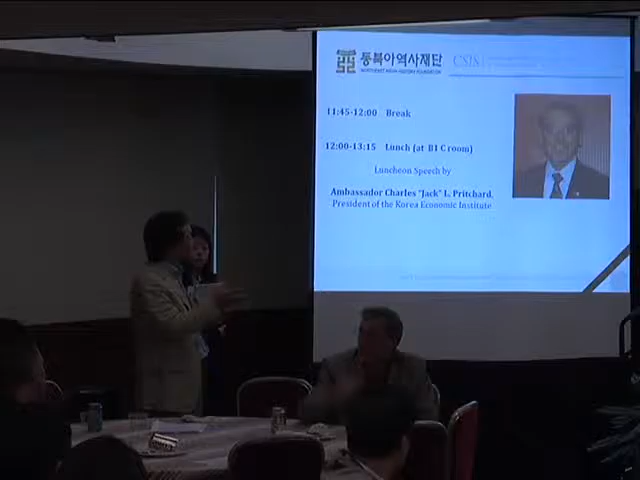 동북아역사재단
NORTHEAST ASIAN HISTORY FOUNDATION
CSIS
11:45-12:00 Break
12:00-13:15 Lunch (at B1 C room)
Luncheon Speech by
Ambassador Charles "Jack" L. Pritchard,
President of the Korea Economic Institute